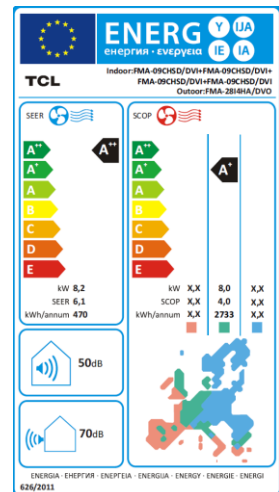 ENERG Y IJA
енергия · ενεργεια IE IA
TCL
Indoor:FMA-09CHSD/DVI+FMA-09CHSD/DVI+
FMA-09CHSD/DVI+FMA-09CHSD/DVI
Outoor:FMA-28I4HA/DVO
SEER SCOP
A++ A++ A++
A+ A+ A+
A A
B B
C C
D D
E E
kW 8,2 kW X,X 8,0 X,X
SEER 6,1 SCOP X,X 4,0 X,X
kWh/annum 470 kWh/annum X,X 2733 X,X
50dB
70dB
ENERGIA · ЕНЕРГИЯ · ΕΝΕΡΓΕΙΑ · ENERGIJA · ENERGY · ENERGIE · ENERGI
626/2011